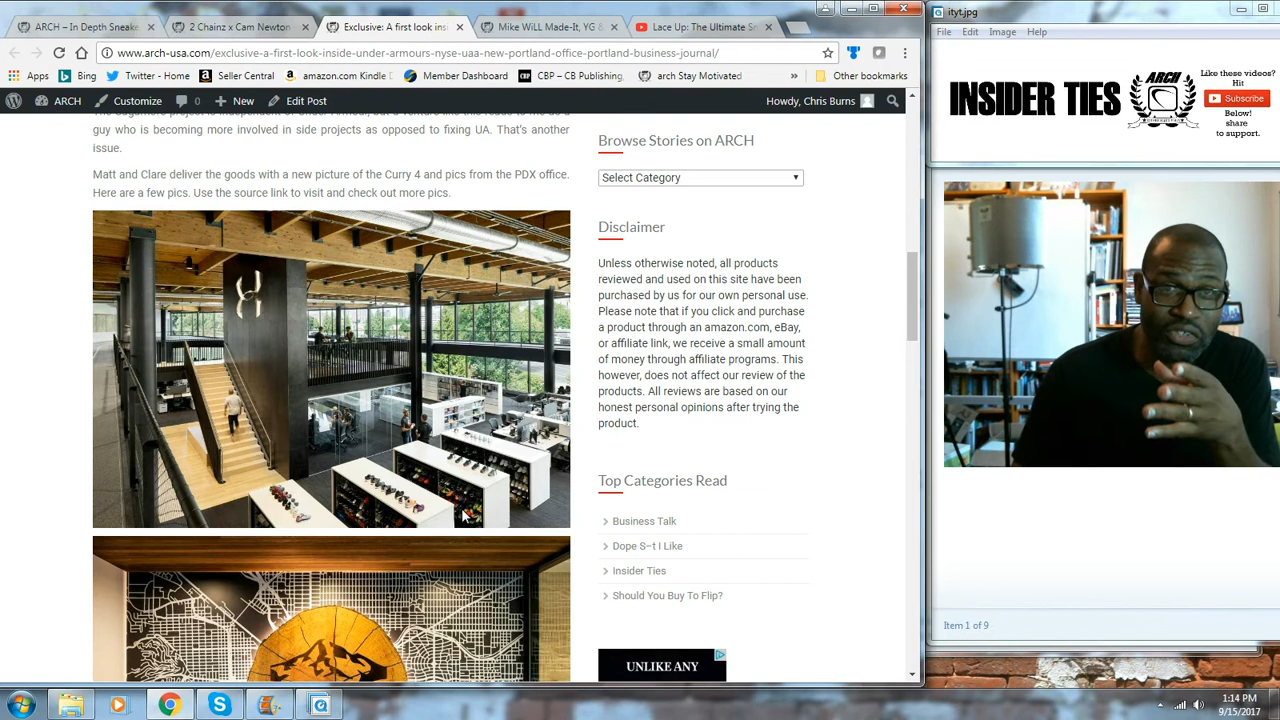 ARCH – In Depth Sneake
2 Chainz x Cam Newton
Exclusive: A first look ins
Mike WiLL Made-It, YG &
Lace Up: The Ultimate S
www.arch-usa.com/exclusive-a-first-look-inside-under-armours-nyse-uaa-new-portland-office-portland-business-journal/
Apps
Bing
Twitter - Home
Seller Central
amazon.com Kindle D
Member Dashboard
CBP – CB Publishing,
arch Stay Motivated
»
Other bookmarks
ARCH
Customize
0
New
Edit Post
Howdy, Chris Burns
guy who is becoming more involved in side projects as opposed to fixing UA. That's another
issue.
Matt and Clare deliver the goods with a new picture of the Curry 4 and pics from the PDX office.
Here are a few pics. Use the source link to visit and check out more pics.
Browse Stories on ARCH
Select Category
Disclaimer
Unless otherwise noted, all products
reviewed and used on this site have been
purchased by us for our own personal use.
Please note that if you click and purchase
a product through an amazon.com, eBay,
or affiliate link, we receive a small amount
of money through affiliate programs. This
however, does not affect our review of the
products. All reviews are based on our
honest personal opinions after trying the
product.
Top Categories Read
Business Talk
Dope S–t I Like
Insider Ties
Should You Buy To Flip?
UNLIKE ANY
ityt.jpg
File
Edit
Image
Help
INSIDER TIES
ARCH
Like these videos?
Hit
Subscribe
Below!
share
to support.
Item 1 of 9
1:14 PM
9/15/2017